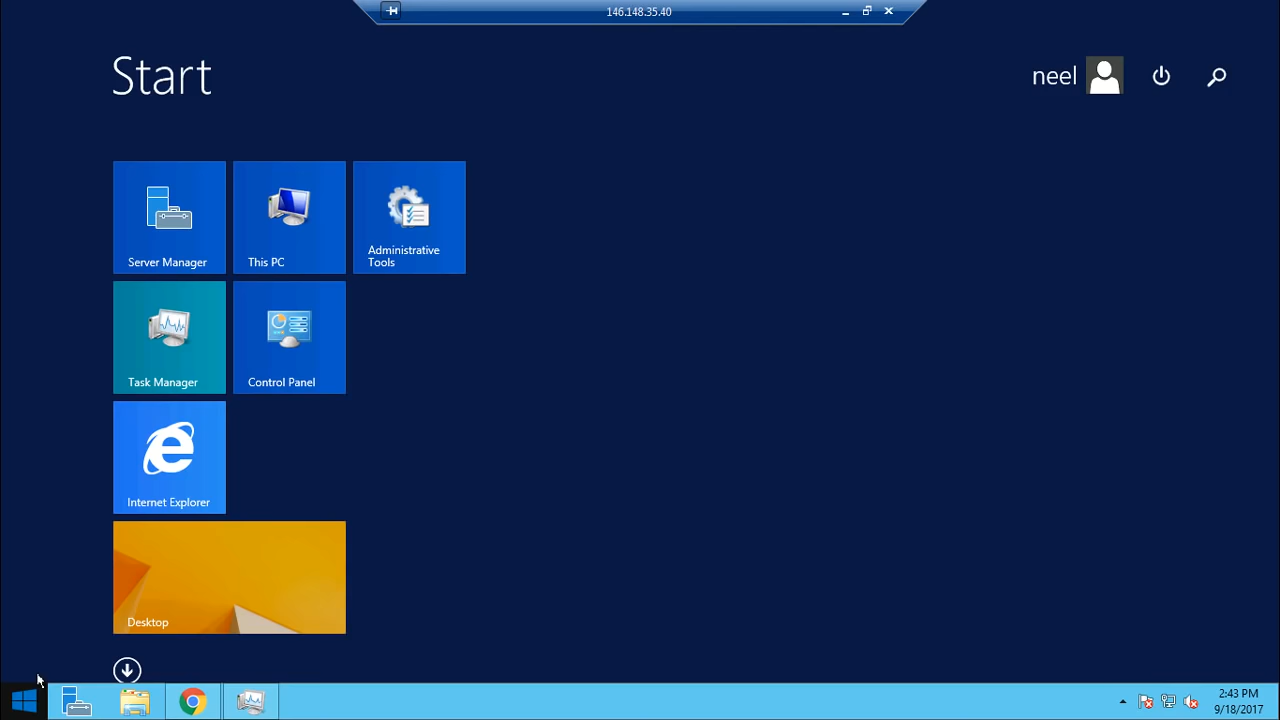 146.148.35.40
Start
neel
Server Manager
This PC
Administrative
Tools
Task Manager
Control Panel
Internet Explorer
Desktop
2:43 PM
9/18/2017